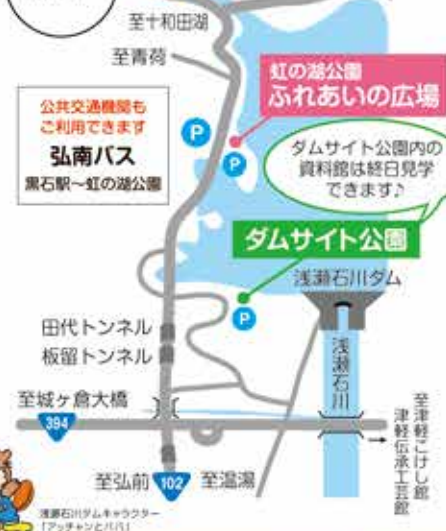 至十和田湖
至青荷
虹の湖公園
ふれあいの広場
公共交通機関も
ご利用できます
弘南バス
黒石駅～虹の湖公園
P
P
ダムサイト公園内の
資料館は終日見学
できます♪
ダムサイト公園
浅瀬石川ダム
P
田代トンネル
板留トンネル
浅瀬石川
至城ヶ倉大橋
394
至津軽こけし館
津軽伝承工芸館
至弘前
102
至温湯
浅瀬石川ダムキャラクター
「アッチャンとパパ」